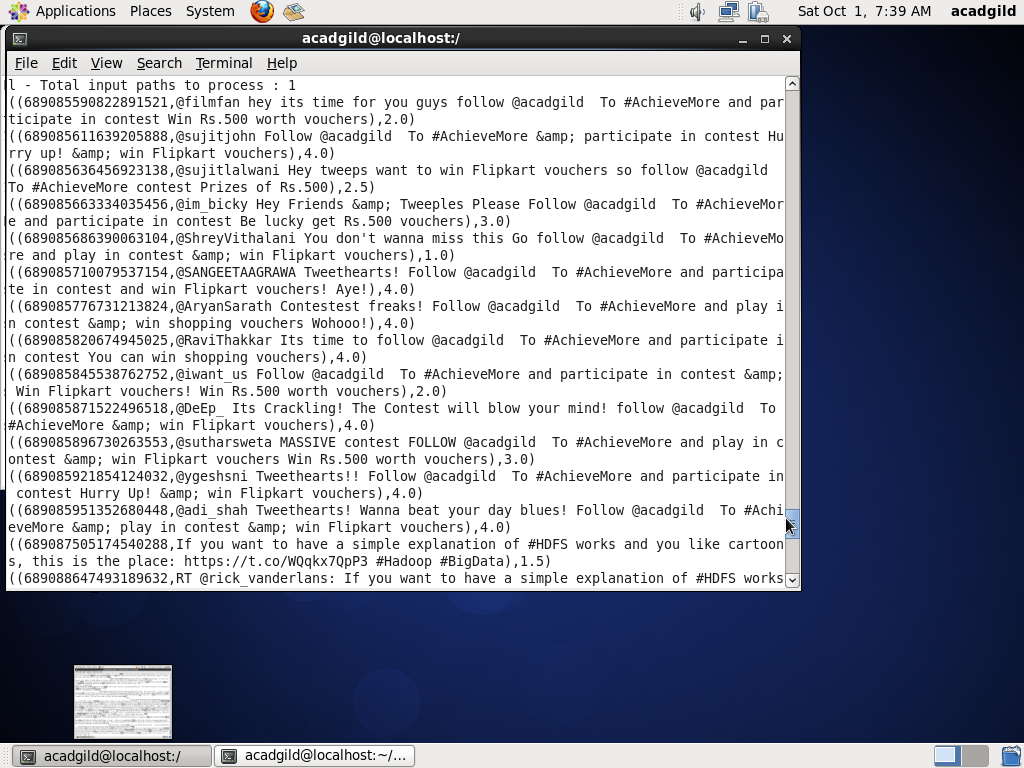 Applications Places System Sat Oct 1, 7:39 AM acadgild
acadgild@localhost:/
File Edit View Search Terminal Help
l - Total input paths to process : 1
((689085590822891521,@filmfan hey its time for you guys follow @acadgild  To #AchieveMore and par
ticipate in contest Win Rs.500 worth vouchers),2.0)
((689085611639205888,@sujitjohn Follow @acadgild  To #AchieveMore &amp; participate in contest Hu
rry up! &amp; win Flipkart vouchers),4.0)
((689085636456923138,@sujitlalwani Hey tweeps want to win Flipkart vouchers so follow @acadgild
To #AchieveMore contest Prizes of Rs.500),2.5)
((689085663334035456,@im_bicky Hey Friends &amp; Tweeples Please Follow @acadgild  To #AchieveMor
e and participate in contest Be lucky get Rs.500 vouchers),3.0)
((689085686390063104,@ShreyVithalani You don't wanna miss this Go follow @acadgild  To #AchieveMo
re and play in contest &amp; win Flipkart vouchers),1.0)
((689085710079537154,@SANGEETAAGRAWA Tweethearts! Follow @acadgild  To #AchieveMore and participa
te in contest and win Flipkart vouchers! Aye!),4.0)
((689085776731213824,@AryanSarath Contestest freaks! Follow @acadgild  To #AchieveMore and play i
n contest &amp; win shopping vouchers Wohooo!),4.0)
((689085820674945025,@RaviThakkar Its time to follow @acadgild  To #AchieveMore and participate i
n contest You can win shopping vouchers),4.0)
((689085845538762752,@iwant_us Follow @acadgild  To #AchieveMore and participate in contest &amp;
 Win Flipkart vouchers! Win Rs.500 worth vouchers),2.0)
((689085871522496518,@DeEp_ Its Crackling! The Contest will blow your mind! follow @acadgild  To
#AchieveMore &amp; win Flipkart vouchers),4.0)
((689085896730263553,@sutharsweta MASSIVE contest FOLLOW @acadgild  To #AchieveMore and play in c
ontest &amp; win Flipkart vouchers Win Rs.500 worth vouchers),3.0)
((689085921854124032,@ygeshsni Tweethearts!! Follow @acadgild  To #AchieveMore and participate in
 contest Hurry Up! &amp; win Flipkart vouchers),4.0)
((689085951352680448,@adi_shah Tweethearts! Wanna beat your day blues! Follow @acadgild  To #Achi
eveMore &amp; play in contest &amp; win Flipkart vouchers),4.0)
((689087505174540288,If you want to have a simple explanation of #HDFS works and you like cartoon
s, this is the place: https://t.co/WQqkx7QpP3 #Hadoop #BigData),1.5)
((689088647493189632,RT @rick_vanderlans: If you want to have a simple explanation of #HDFS works
acadgild@localhost:/ acadgild@localhost:~/...